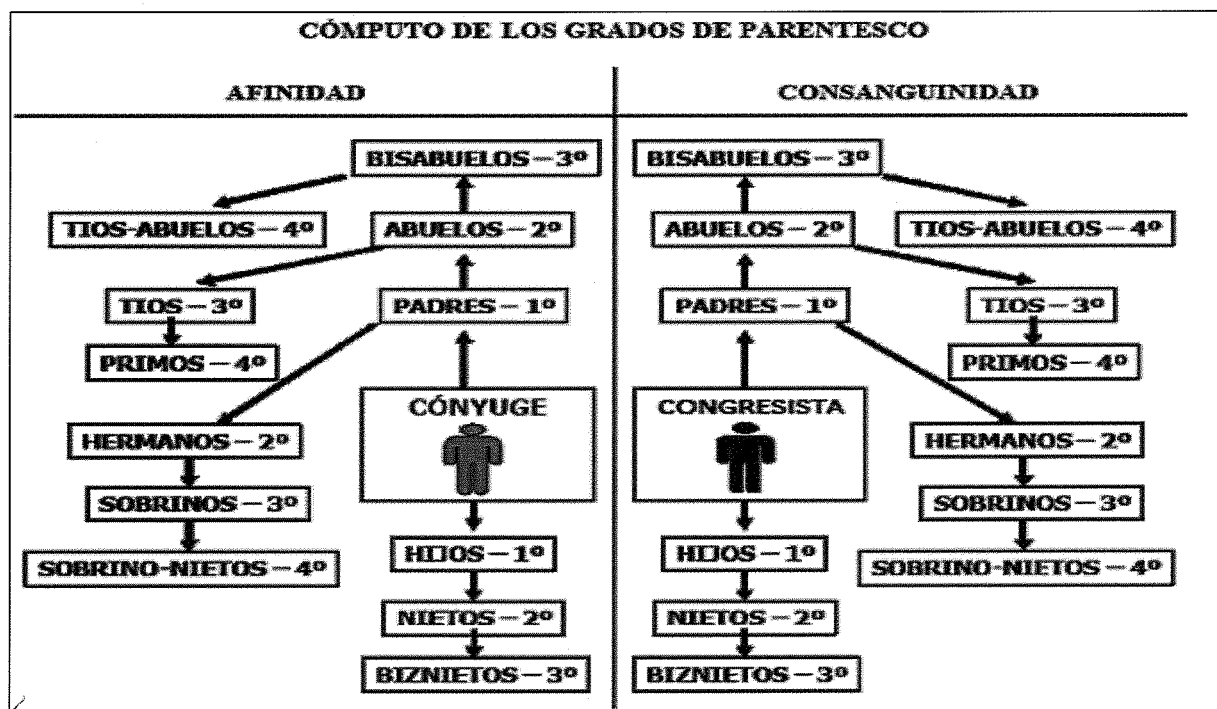 CÓMPUTO DE LOS GRADOS DE PARENTESCO
AFINIDAD
BISABUELOS – 3º
TIOS-ABUELOS – 4º
ABUELOS – 2º
TIOS – 3º
PADRES – 1º
PRIMOS – 4º
CÓNYUGE
HERMANOS – 2º
SOBRINOS – 3º
SOBRINO-NIETOS – 4º
HIJOS – 1º
NIETOS – 2º
BIZNIETOS – 3º
CONSANGUINIDAD
BISABUELOS – 3º
ABUELOS – 2º
TIOS-ABUELOS – 4º
PADRES – 1º
TIOS – 3º
PRIMOS – 4º
CONGRESISTA
HERMANOS – 2º
SOBRINOS – 3º
SOBRINO-NIETOS – 4º
HIJOS – 1º
NIETOS – 2º
BIZNIETOS – 3º